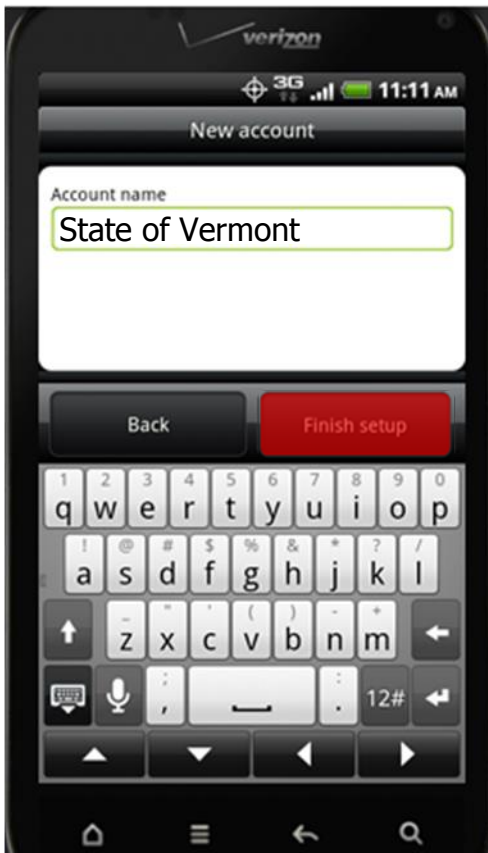 verizon
3G 11:11 AM
New account
Account name
State of Vermont
Back Finish setup
1 2 3 4 5 6 7 8 9 0
q w e r t y u i o p
! @ # $ % & * ? /
a s d f g h j k l
_ " ' ( ) - +
z x c v b n m
; :
, . 12#